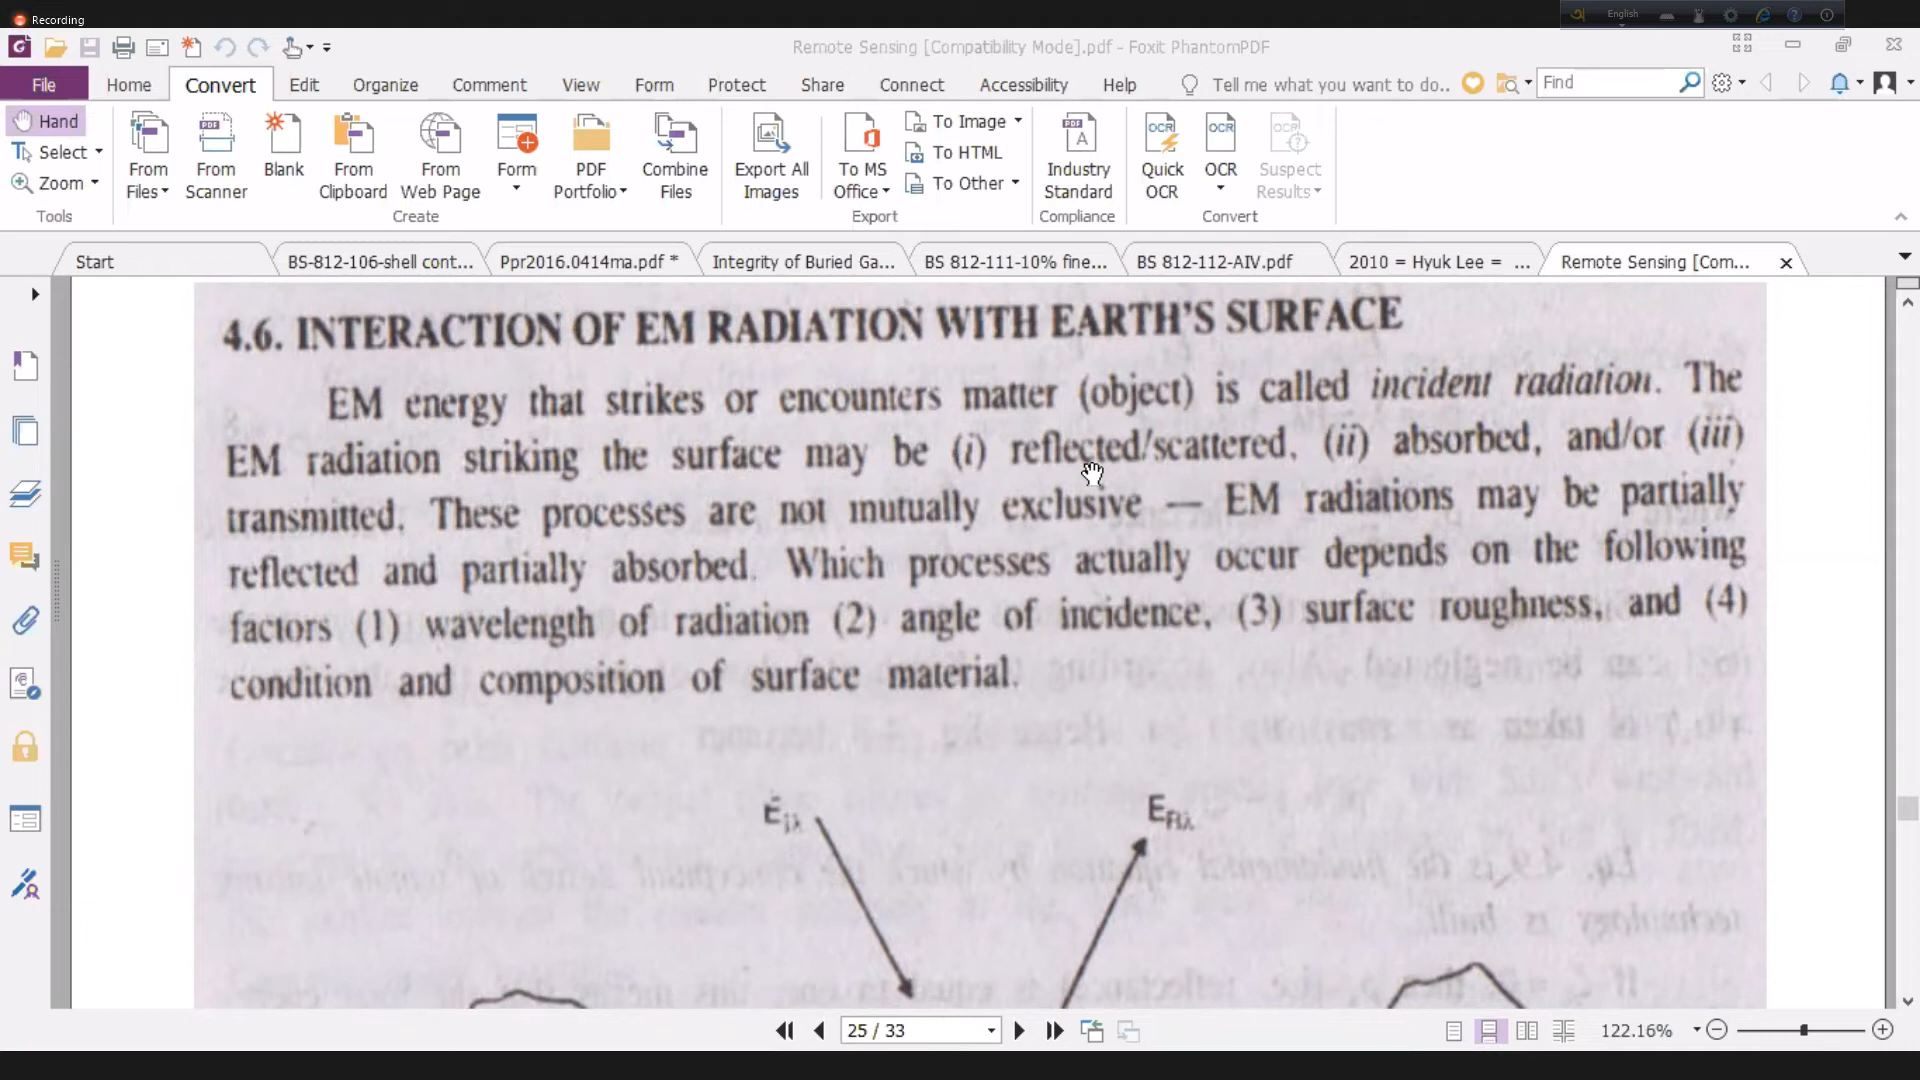 Recording
English
Remote Sensing [Compatibility Mode].pdf - Foxit PhantomPDF
File Home Convert Edit Organize Comment View Form Protect Share Connect Accessibility Help Tell me what you want to do.. Find
Hand
Select
Zoom
Tools
From Files
From Scanner
Blank
From Clipboard
From Web Page
Form
PDF Portfolio
Combine Files
Create
Export All Images
To MS Office
To Image
To HTML
To Other
Export
PDF A
Industry Standard
Compliance
OCR
Quick OCR
OCR
OCR
OCR
Suspect Results
Convert
Start
BS-812-106-shell cont...
Ppr2016.0414ma.pdf *
Integrity of Buried Ga...
BS 812-111-10% fine...
BS 812-112-AIV.pdf
2010 = Hyuk Lee = ...
Remote Sensing [Com...
4.6. INTERACTION OF EM RADIATION WITH EARTH'S SURFACE
EM energy that strikes or encounters matter (object) is called incident radiation. The
EM radiation striking the surface may be (i) reflected/scattered, (ii) absorbed, and/or (iii)
transmitted. These processes are not mutually exclusive — EM radiations may be partially
reflected and partially absorbed. Which processes actually occur depends on the following
factors (1) wavelength of radiation (2) angle of incidence, (3) surface roughness, and (4)
condition and composition of surface material.
E_Rλ
25 / 33
122.16%